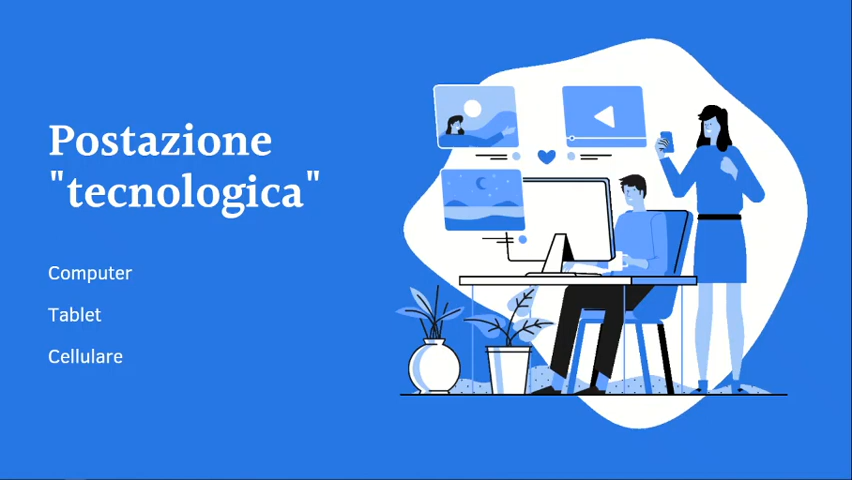 Postazione
"tecnologica"
Computer
Tablet
Cellulare